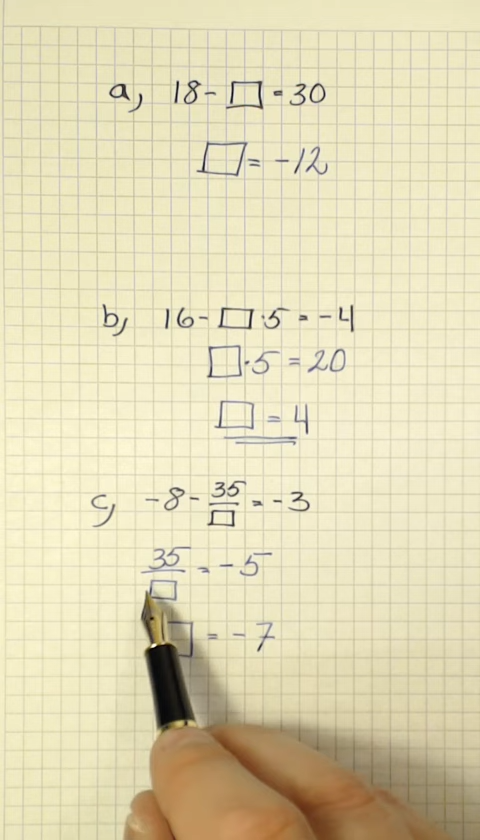 a) 18 - □ = 30
□ = -12
b) 16 - □ · 5 = -4
□ · 5 = 20
□ = 4
c) -8 - 35/□ = -3
35/□ = -5
□ = -7